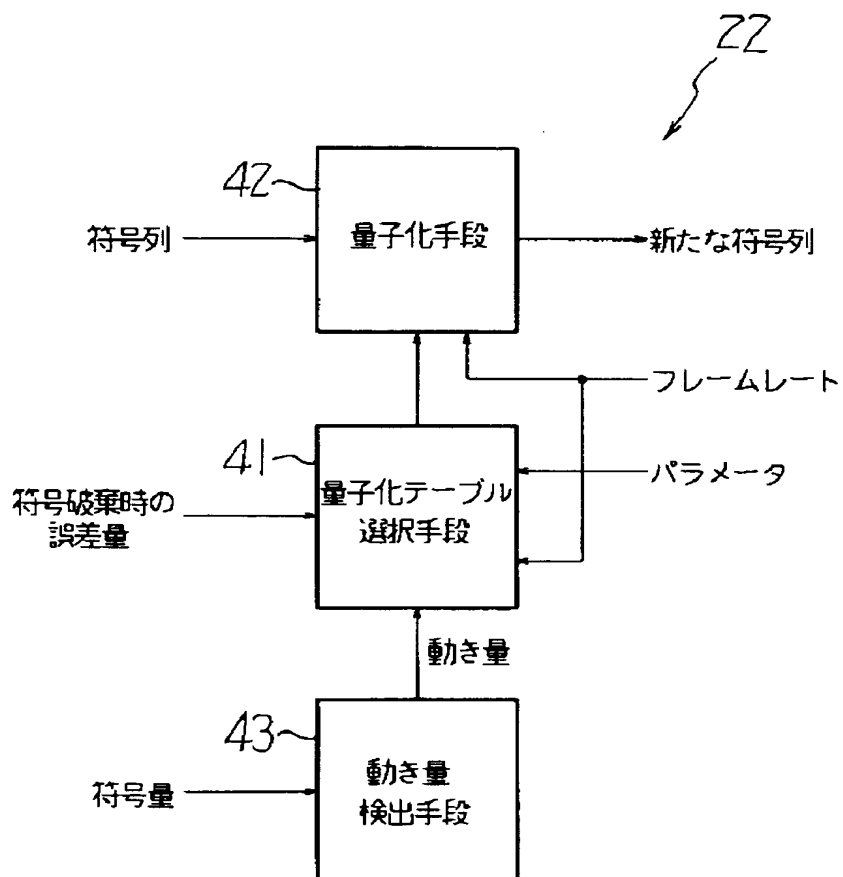 22
42
符号列
量子化手段
新たな符号列
フレームレート
41
パラメータ
符号破棄時の
誤差量
量子化テーブル
選択手段
動き量
43
符号量
動き量
検出手段